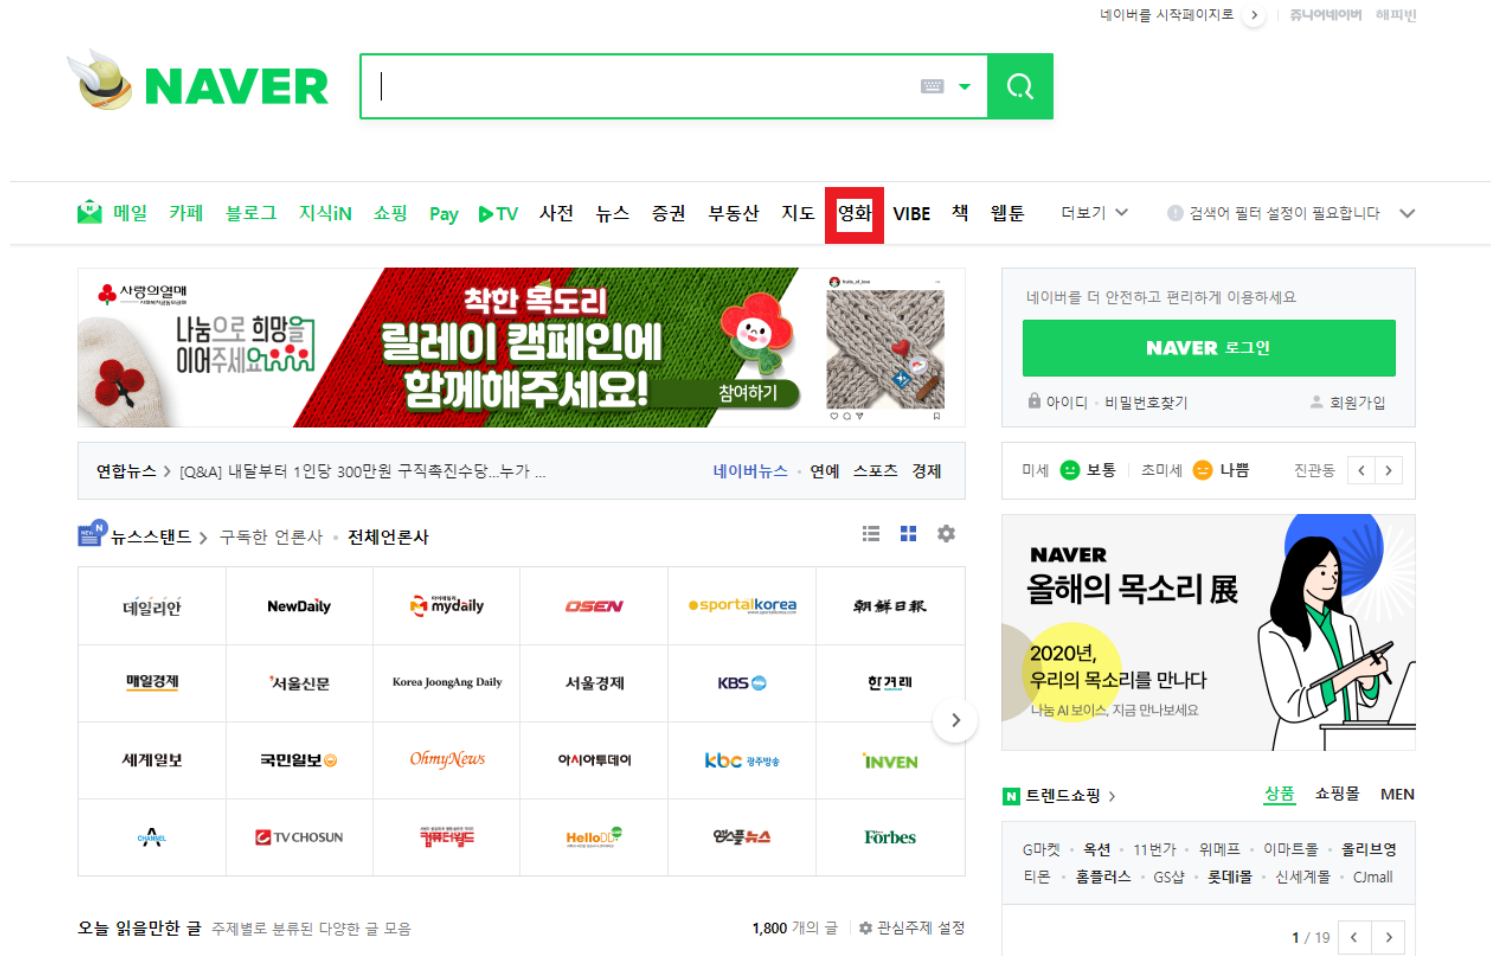 네이버를 시작페이지로 쥬니어네이버 해피빈
NAVER
메일 카페 블로그 지식iN 쇼핑 Pay TV 사전 뉴스 증권 부동산 지도 영화 VIBE 책 웹툰 더보기 검색어 필터 설정이 필요합니다
사랑의열매
나눔으로 희망을
이어주세요
착한 목도리
릴레이 캠페인에
함께해주세요!
참여하기
fruits_of_love
네이버를 더 안전하고 편리하게 이용하세요
NAVER 로그인
아이디 · 비밀번호찾기 회원가입
연합뉴스 > [Q&A] 내달부터 1인당 300만원 구직촉진수당...누가 ...
네이버뉴스 · 연예 스포츠 경제
미세 보통 초미세 나쁨 진관동
뉴스스탠드 > 구독한 언론사 · 전체언론사
데일리안 NewDaily mydaily OSEN sportalkorea 朝鮮日報
매일경제 서울신문 Korea JoongAng Daily 서울경제 KBS 한겨레
세계일보 국민일보 OhmyNews 아시아투데이 kbc 광주방송 INVEN
CHANNEL A TV CHOSUN 컴퓨터월드 HelloDD 앱스플뉴스 Forbes
NAVER
올해의 목소리 展
2020년,
우리의 목소리를 만나다
나눔 AI 보이스, 지금 만나보세요
N 트렌드쇼핑 > 상품 쇼핑몰 MEN
G마켓 · 옥션 · 11번가 · 위메프 · 이마트몰 · 올리브영
티몬 · 홈플러스 · GS샵 · 롯데i몰 · 신세계몰 · CJmall
1 / 19
오늘 읽을만한 글 주제별로 분류된 다양한 글 모음
1,800 개의 글 관심주제 설정